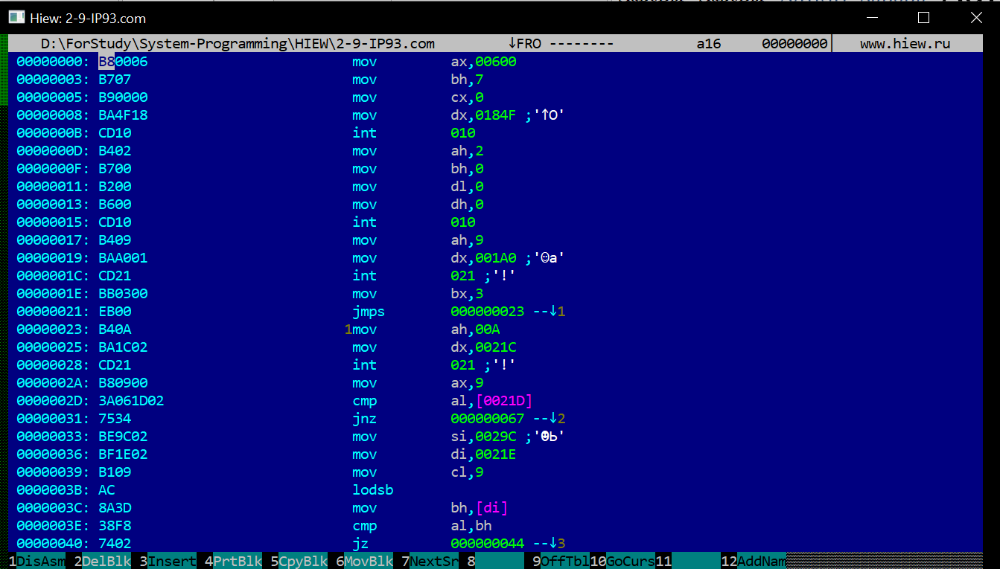 Hiew: 2-9-IP93.com
D:\ForStudy\System-Programming\HIEW\2-9-IP93.com ↓FRO -------- a16 00000000│ www.hiew.ru
00000000: B80006 mov ax,00600
00000003: B707 mov bh,7
00000005: B90000 mov cx,0
00000008: BA4F18 mov dx,0184F ;'↑O'
0000000B: CD10 int 010
0000000D: B402 mov ah,2
0000000F: B700 mov bh,0
00000011: B200 mov dl,0
00000013: B600 mov dh,0
00000015: CD10 int 010
00000017: B409 mov ah,9
00000019: BAA001 mov dx,001A0 ;'☺а'
0000001C: CD21 int 021 ;'!'
0000001E: BB0300 mov bx,3
00000021: EB00 jmps 000000023 --↓1
00000023: B40A 1mov ah,00A
00000025: BA1C02 mov dx,0021C
00000028: CD21 int 021 ;'!'
0000002A: B80900 mov ax,9
0000002D: 3A061D02 cmp al,[0021D]
00000031: 7534 jnz 000000067 --↓2
00000033: BE9C02 mov si,0029C ;'☻Ь'
00000036: BF1E02 mov di,0021E
00000039: B109 mov cl,9
0000003B: AC lodsb
0000003C: 8A3D mov bh,[di]
0000003E: 38F8 cmp al,bh
00000040: 7402 jz 000000044 --↓3
1DisAsm 2DelBlk 3Insert 4PrtBlk 5CpyBlk 6MovBlk 7NextSr 8 9OffTbl 10GoCurs 11 12AddNam